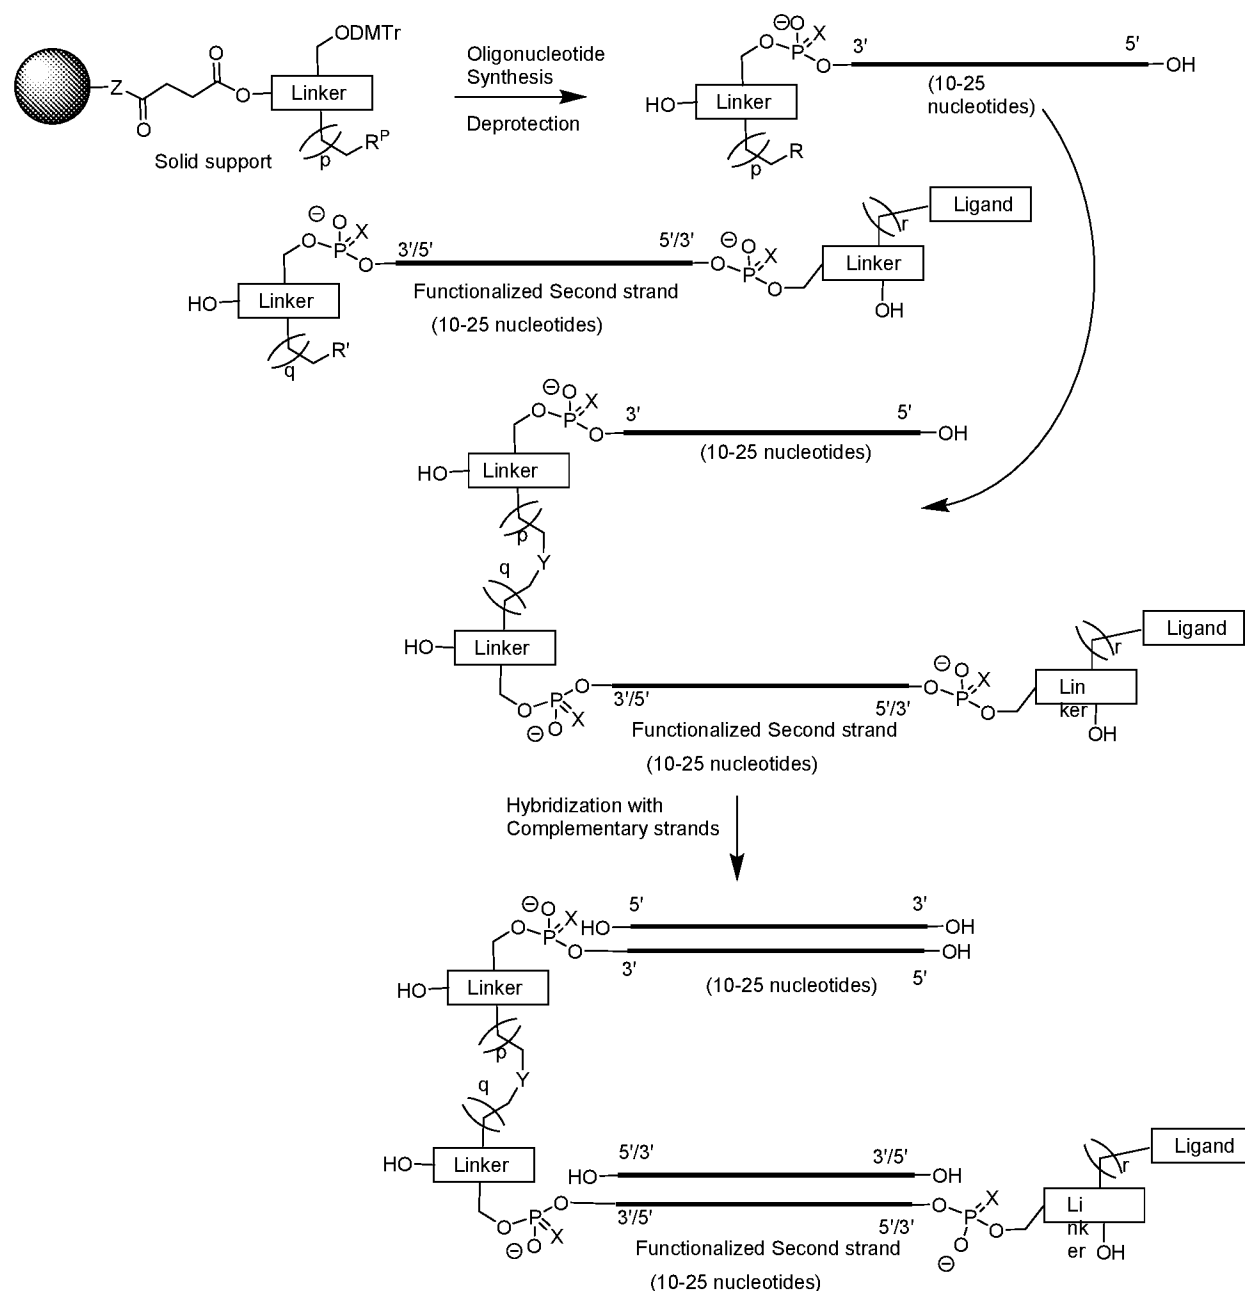 ODMTr
O
Z
O
O
Linker
R^P
p
Solid support
Oligonucleotide
Synthesis
Deprotection
⊖O X
O P
O 3' 5' OH
(10-25
nucleotides)
HO Linker
p R
⊖ O X
O P
O 3'/5' 5'/3' O
HO Linker
q R'
Functionalized Second strand
(10-25 nucleotides)
⊖ O X
P
O
Linker
OH
r Ligand
⊖ O X
O P
O 3' 5' OH
(10-25 nucleotides)
HO Linker
p
Y
q
HO Linker
O P O
⊖ O X
3'/5' 5'/3' O
Functionalized Second strand
(10-25 nucleotides)
⊖ O X
P
O
Lin
ker
OH
r Ligand
Hybridization with
Complementary strands
⊖ O X
O P
O
HO 5' 3' OH
3' 5' OH
(10-25 nucleotides)
HO Linker
p
Y
q
HO Linker
O P O
⊖ O X
HO 5'/3' 3'/5' OH
3'/5' 5'/3' O
Functionalized Second strand
(10-25 nucleotides)
P X
O O
⊖
Li
nk
er OH
r Ligand